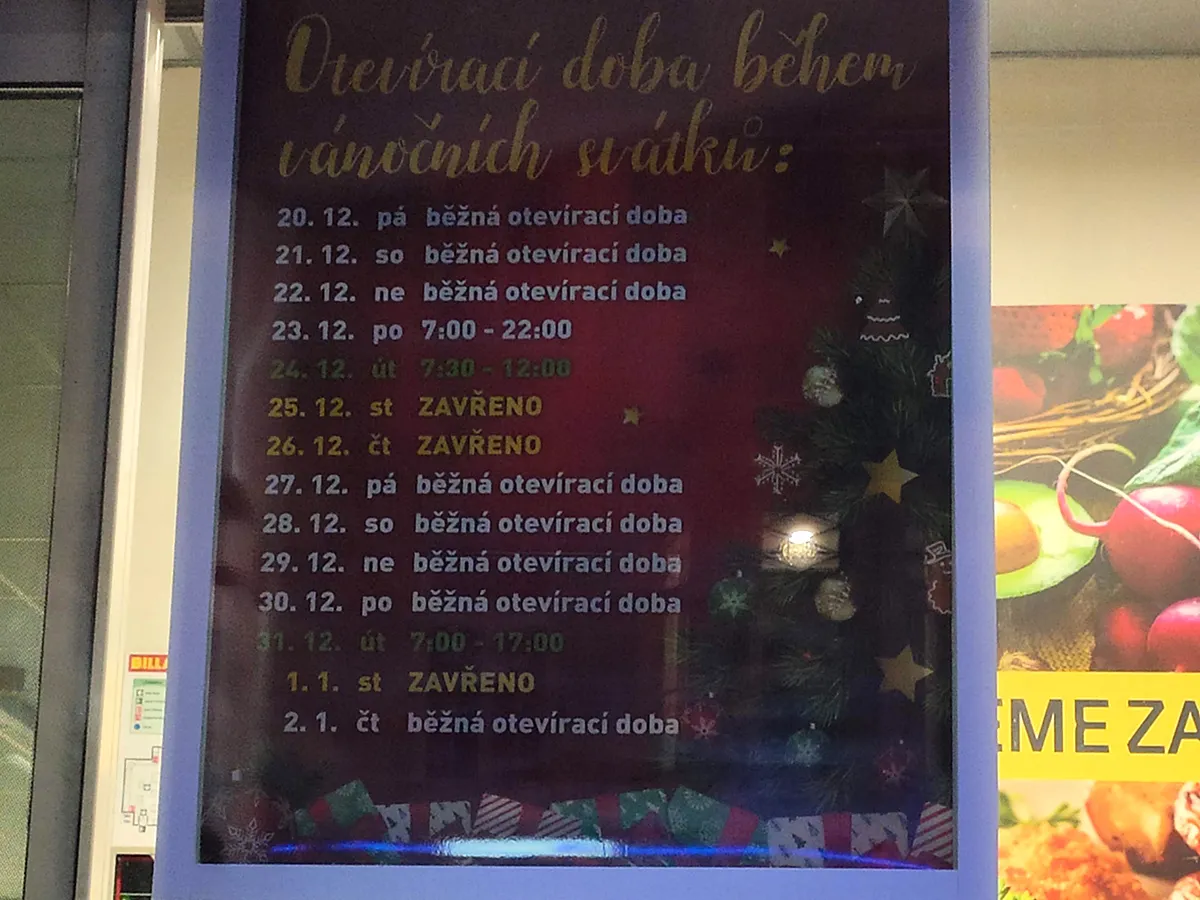 Otevírací doba během
vánočních svátků:
20. 12. pá běžná otevírací doba
21. 12. so běžná otevírací doba
22. 12. ne běžná otevírací doba
23. 12. po 7:00 - 22:00
24. 12. út 7:30 - 12:00
25. 12. st ZAVŘENO
26. 12. čt ZAVŘENO
27. 12. pá běžná otevírací doba
28. 12. so běžná otevírací doba
29. 12. ne běžná otevírací doba
30. 12. po běžná otevírací doba
31. 12. út 7:00 - 17:00
1. 1. st ZAVŘENO
2. 1. čt běžná otevírací doba
BILLA
EME ZA